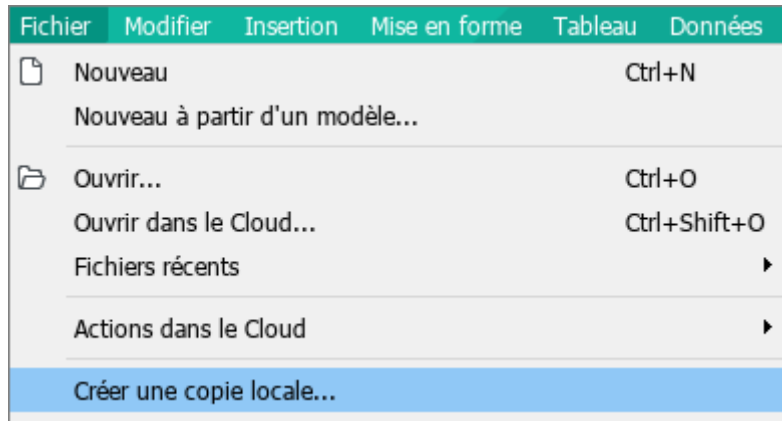 Fichier Modifier Insertion Mise en forme Tableau Données
Nouveau Ctrl+N
Nouveau à partir d'un modèle...
Ouvrir... Ctrl+O
Ouvrir dans le Cloud... Ctrl+Shift+O
Fichiers récents
Actions dans le Cloud
Créer une copie locale...